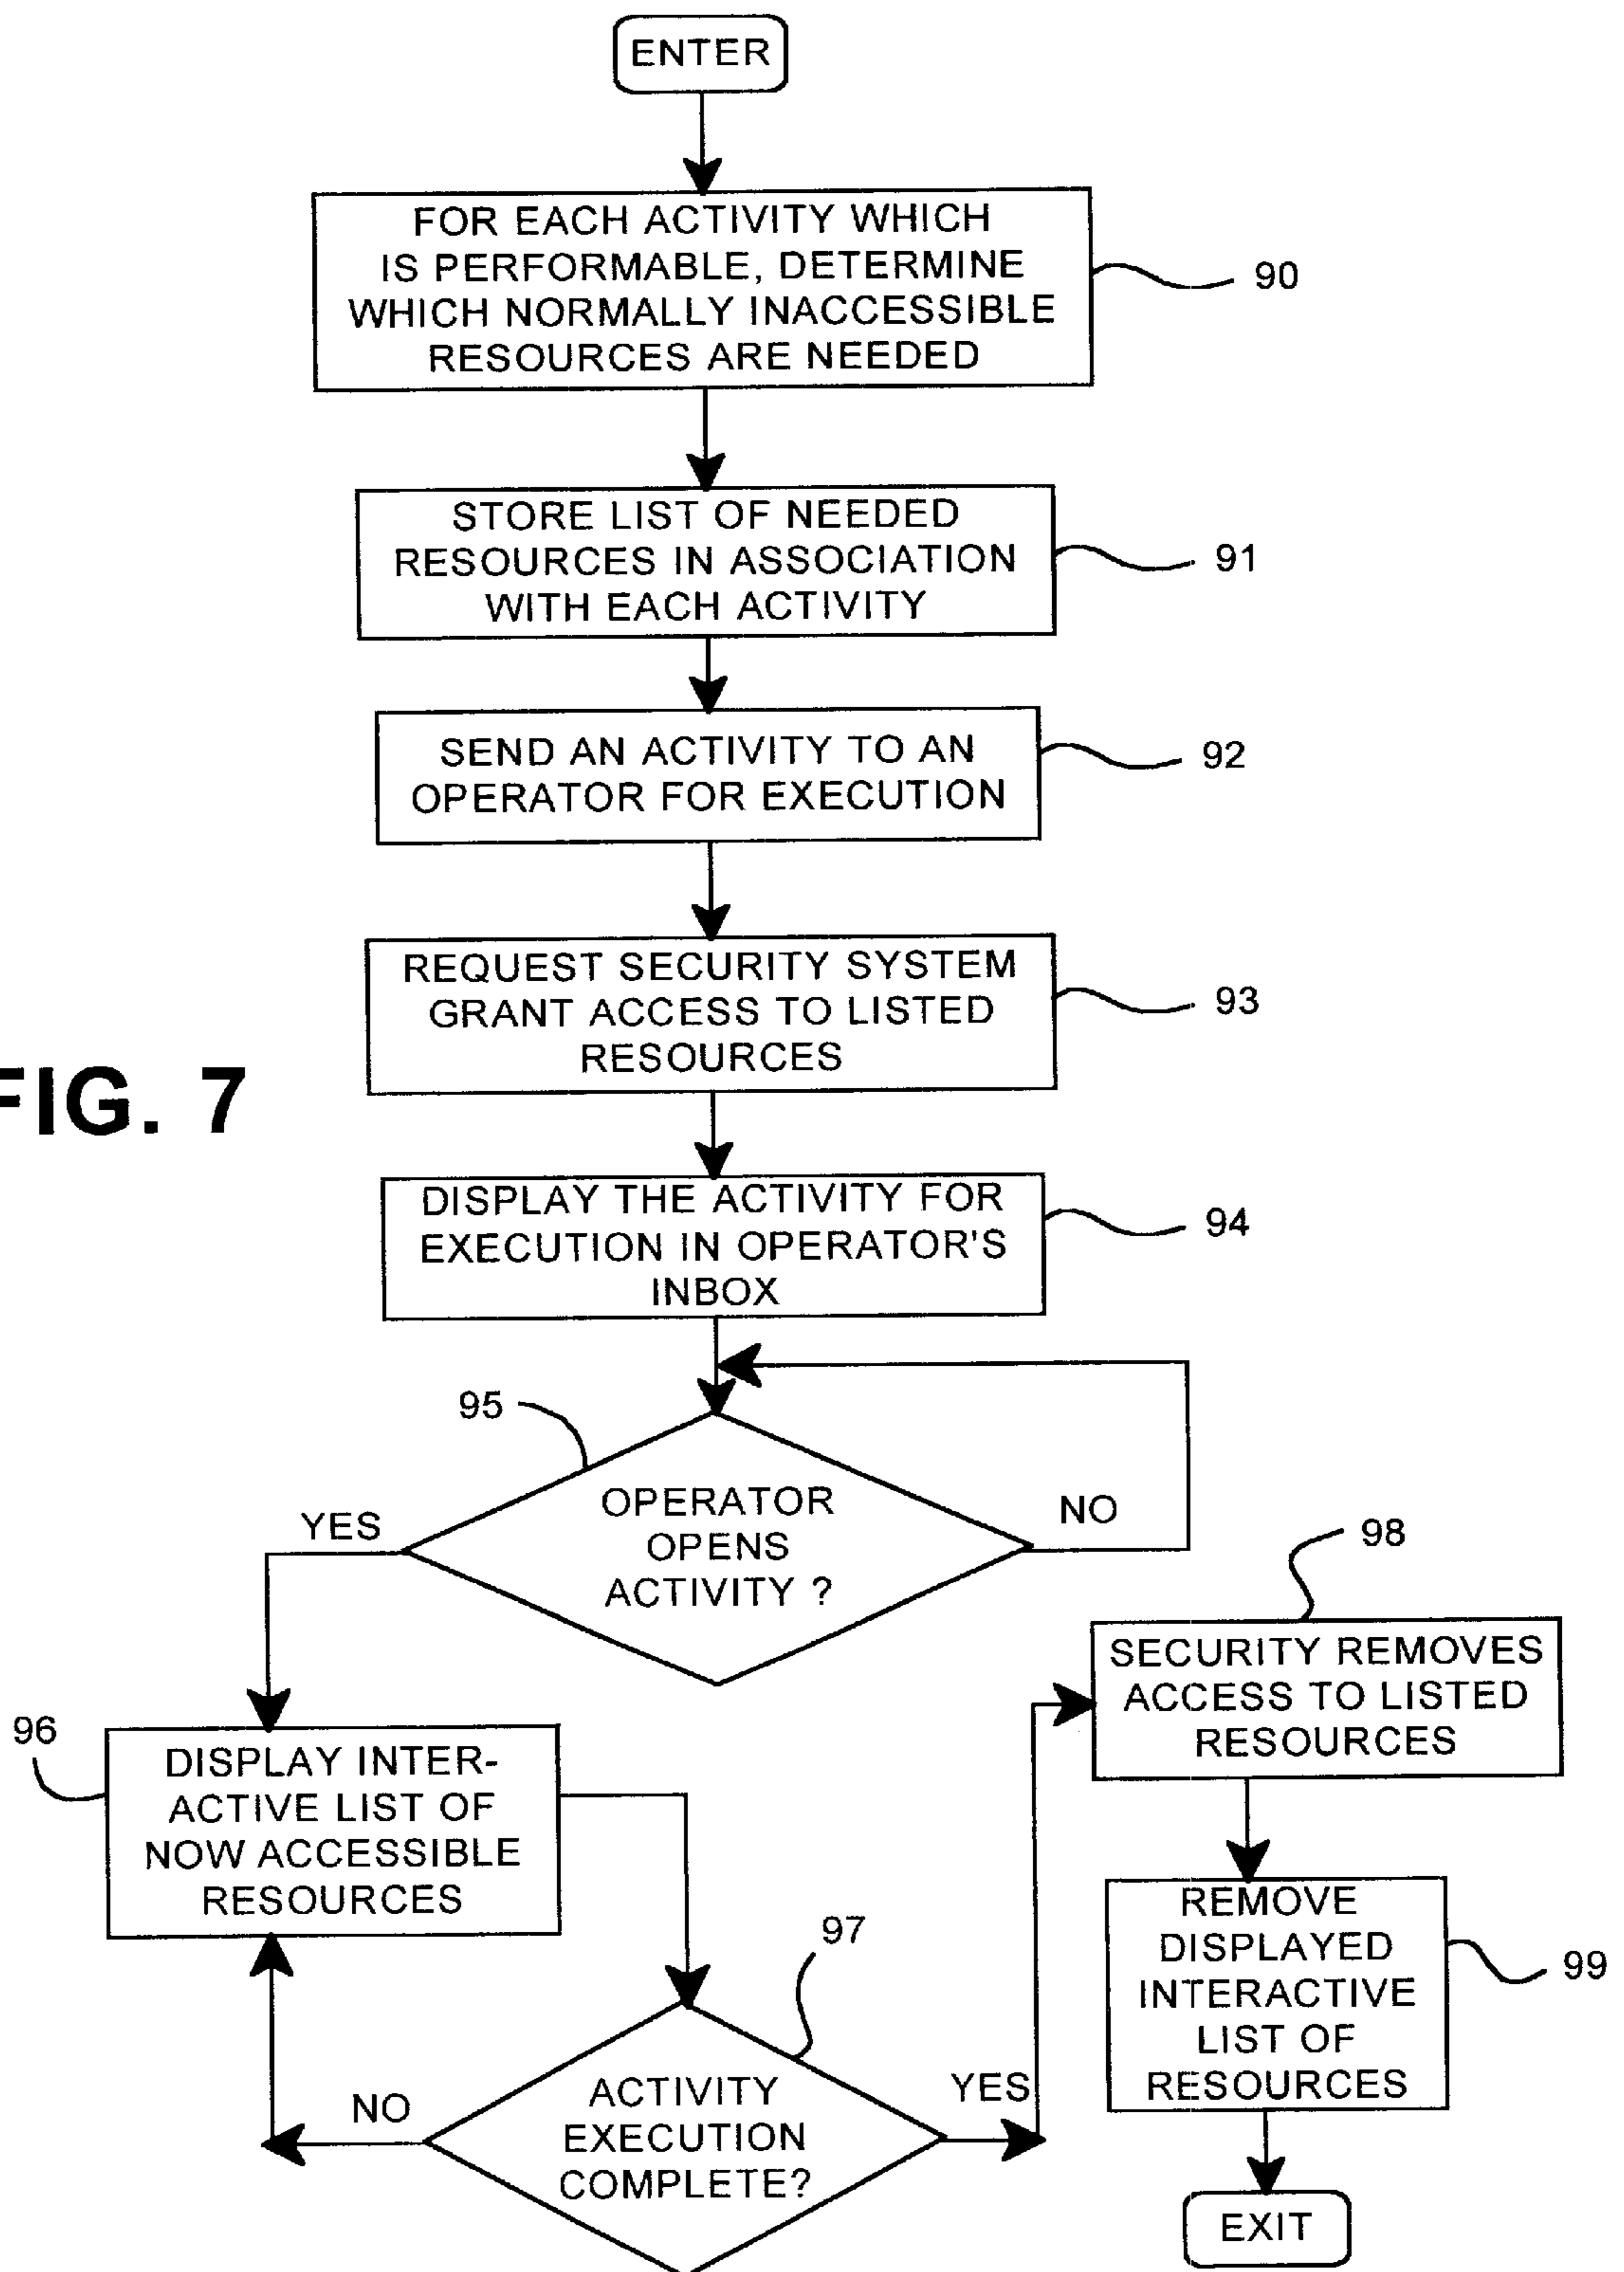 ENTER
FOR EACH ACTIVITY WHICH
IS PERFORMABLE, DETERMINE
WHICH NORMALLY INACCESSIBLE
RESOURCES ARE NEEDED
90
STORE LIST OF NEEDED
RESOURCES IN ASSOCIATION
WITH EACH ACTIVITY
91
SEND AN ACTIVITY TO AN
OPERATOR FOR EXECUTION
92
REQUEST SECURITY SYSTEM
GRANT ACCESS TO LISTED
RESOURCES
93
FIG. 7
DISPLAY THE ACTIVITY FOR
EXECUTION IN OPERATOR'S
INBOX
94
95
OPERATOR
OPENS
ACTIVITY ?
YES
NO
96
DISPLAY INTER-
ACTIVE LIST OF
NOW ACCESSIBLE
RESOURCES
97
ACTIVITY
EXECUTION
COMPLETE?
NO
YES
98
SECURITY REMOVES
ACCESS TO LISTED
RESOURCES
REMOVE
DISPLAYED
INTERACTIVE
LIST OF
RESOURCES
99
EXIT